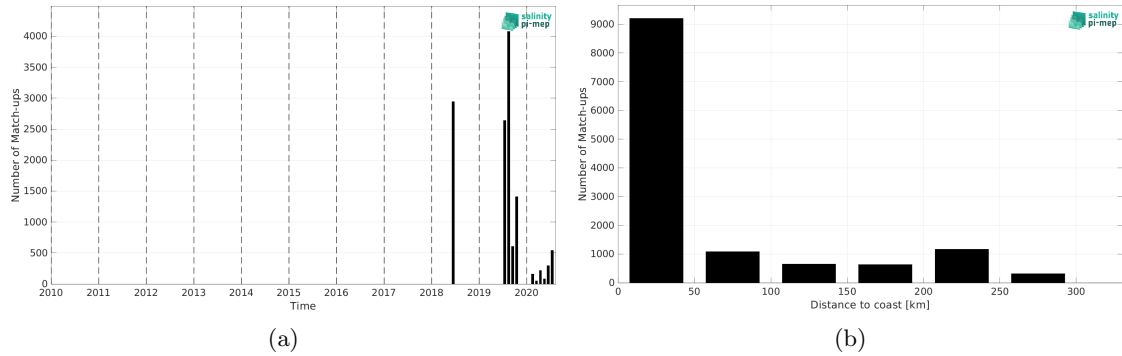 salinity
pi-mep
4000
3500
3000
2500
2000
1500
1000
500
0
Number of Match-ups
2010 2011 2012 2013 2014 2015 2016 2017 2018 2019 2020
Time
(a)
salinity
pi-mep
9000
8000
7000
6000
5000
4000
3000
2000
1000
0
Number of Match-ups
0 50 100 150 200 250 300
Distance to coast [km]
(b)